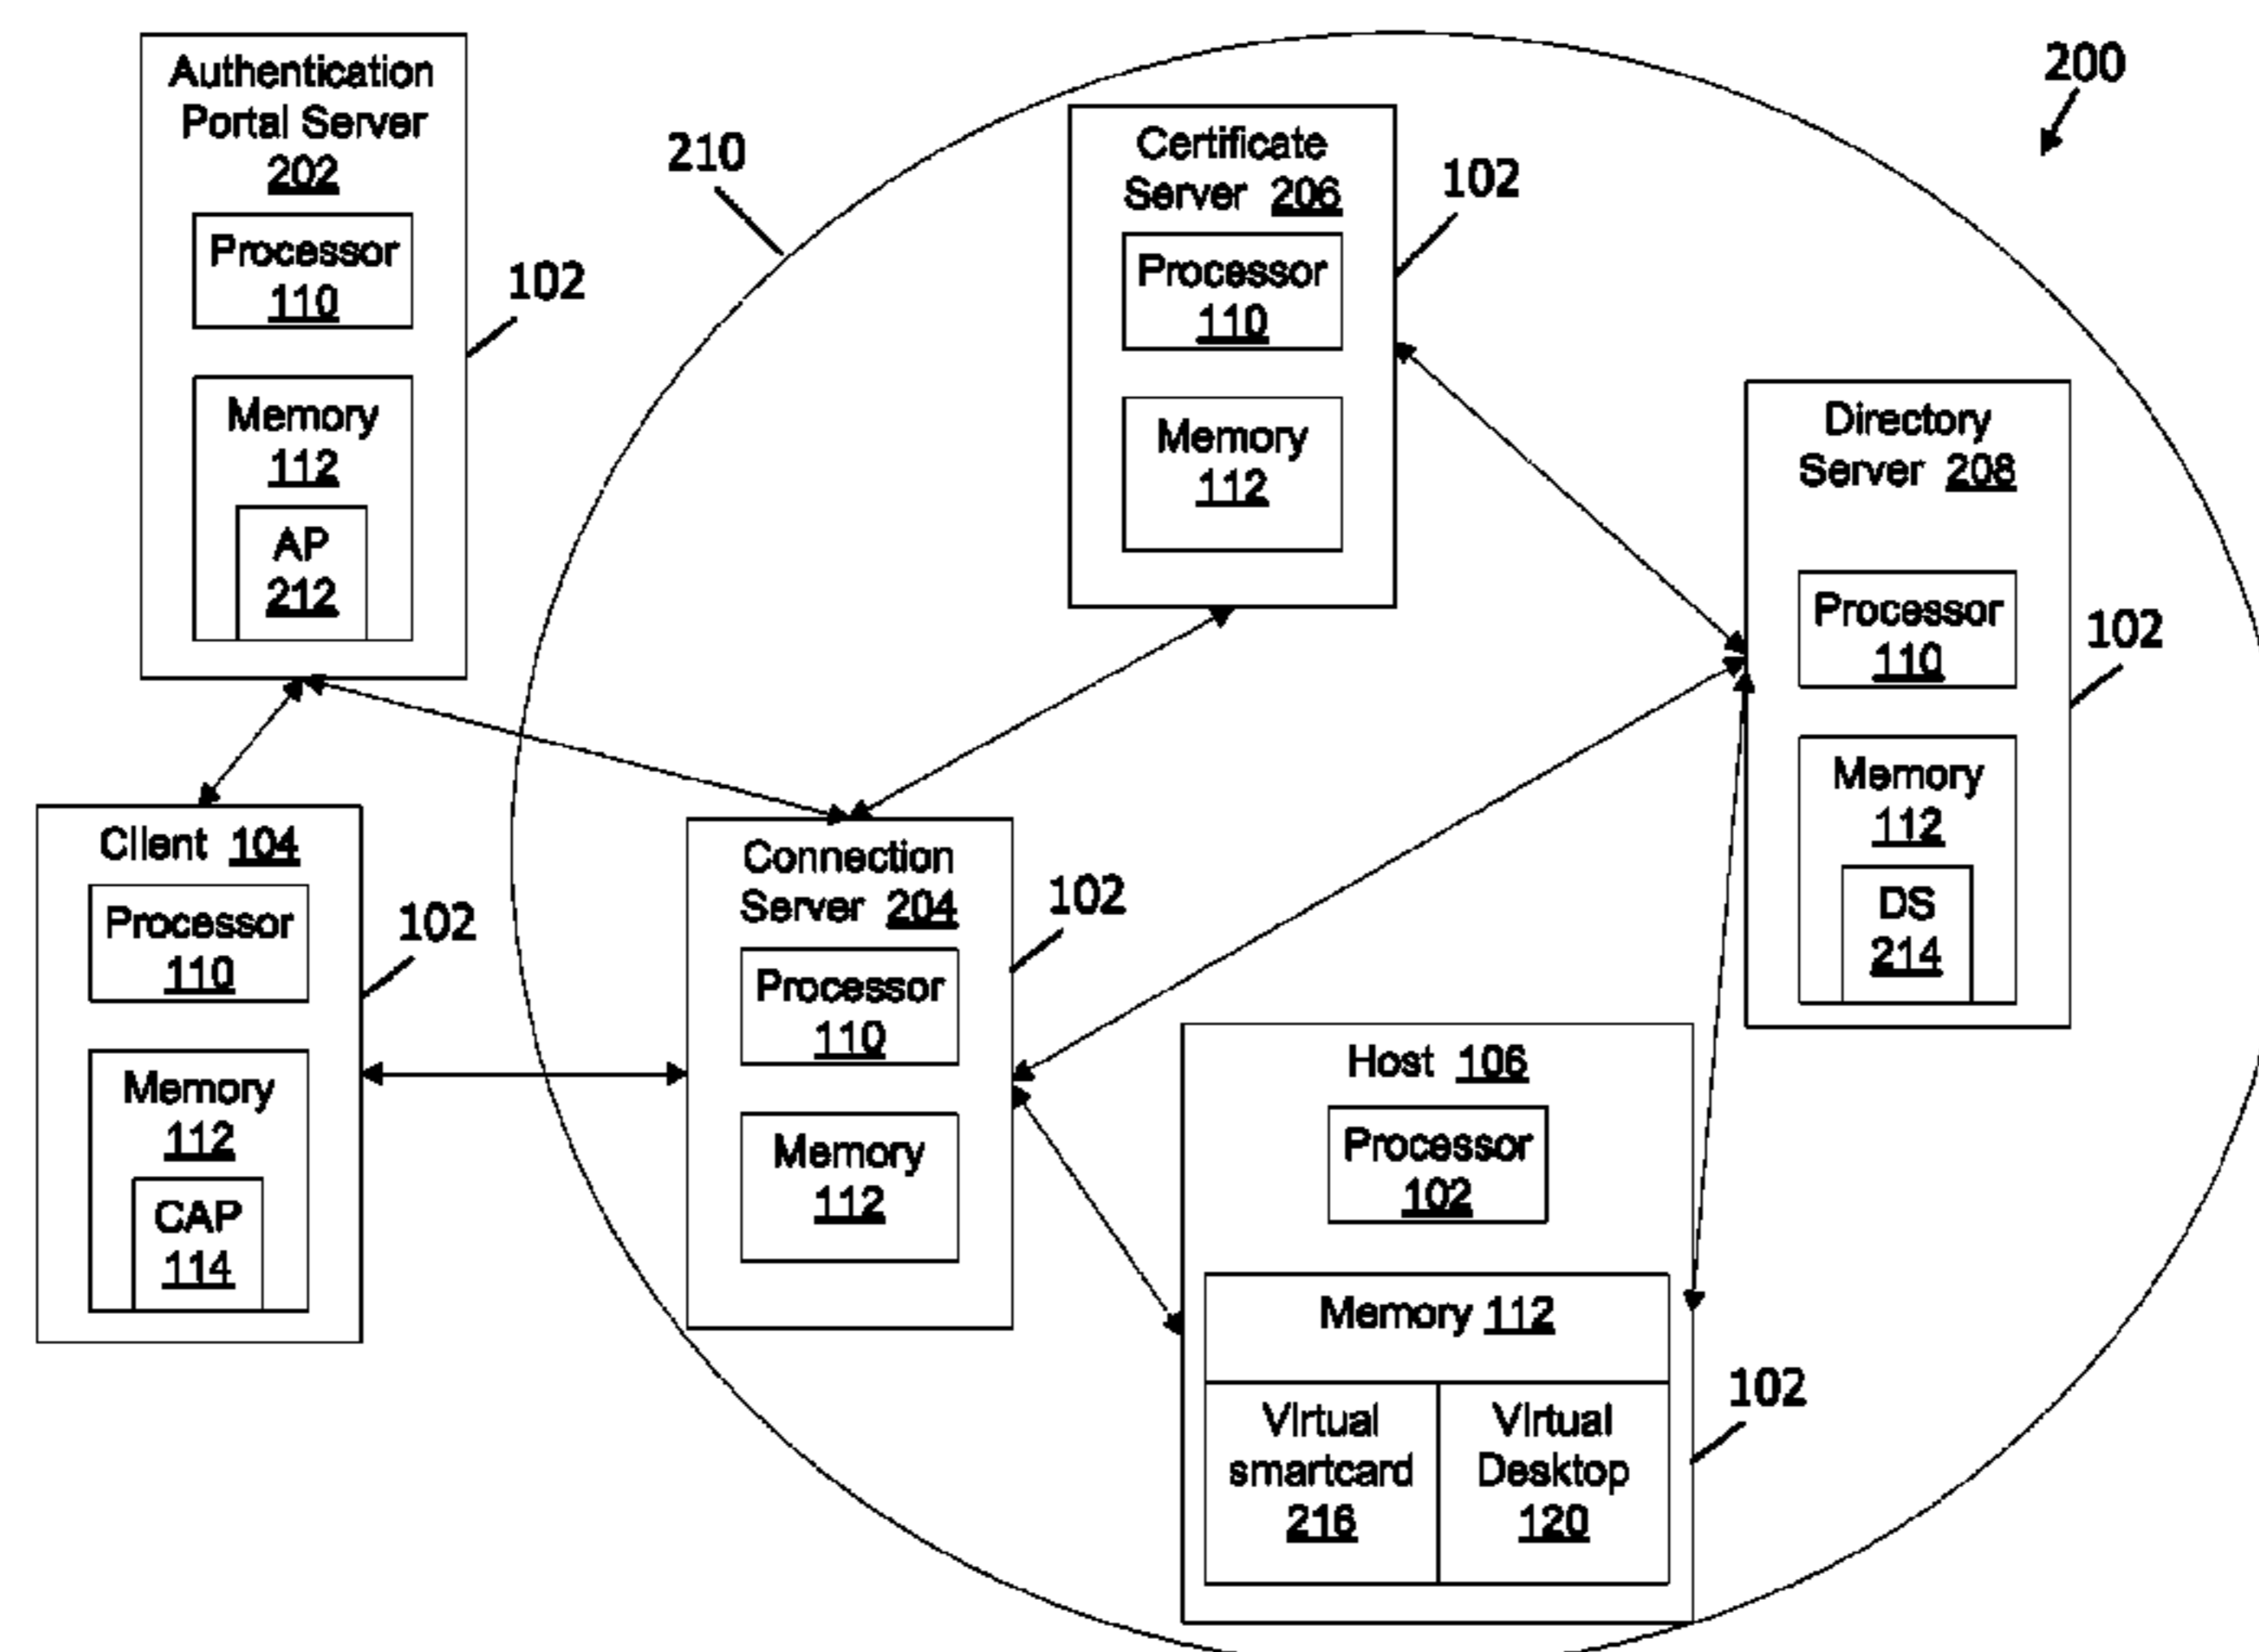 Authentication
Portal Server
202
Processor
110
Memory
112
AP
212
102
210
Certificate
Server 206
Processor
110
Memory
112
102
200
Directory
Server 208
Processor
110
Memory
112
DS
214
102
Client 104
Processor
110
Memory
112
CAP
114
102
Connection
Server 204
Processor
110
Memory
112
102
Host 106
Processor
102
Memory 112
Virtual
smartcard
216
Virtual
Desktop
120
102